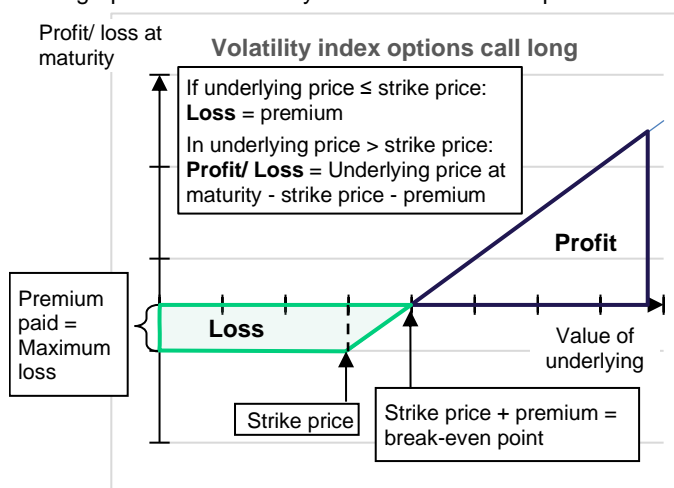 Profit/ loss at
maturity
Volatility index options call long
If underlying price ≤ strike price:
Loss = premium
In underlying price > strike price:
Profit/ Loss = Underlying price at
maturity - strike price - premium
Profit
Premium
paid =
Maximum
loss
Loss
Value of
underlying
Strike price
Strike price + premium =
break-even point